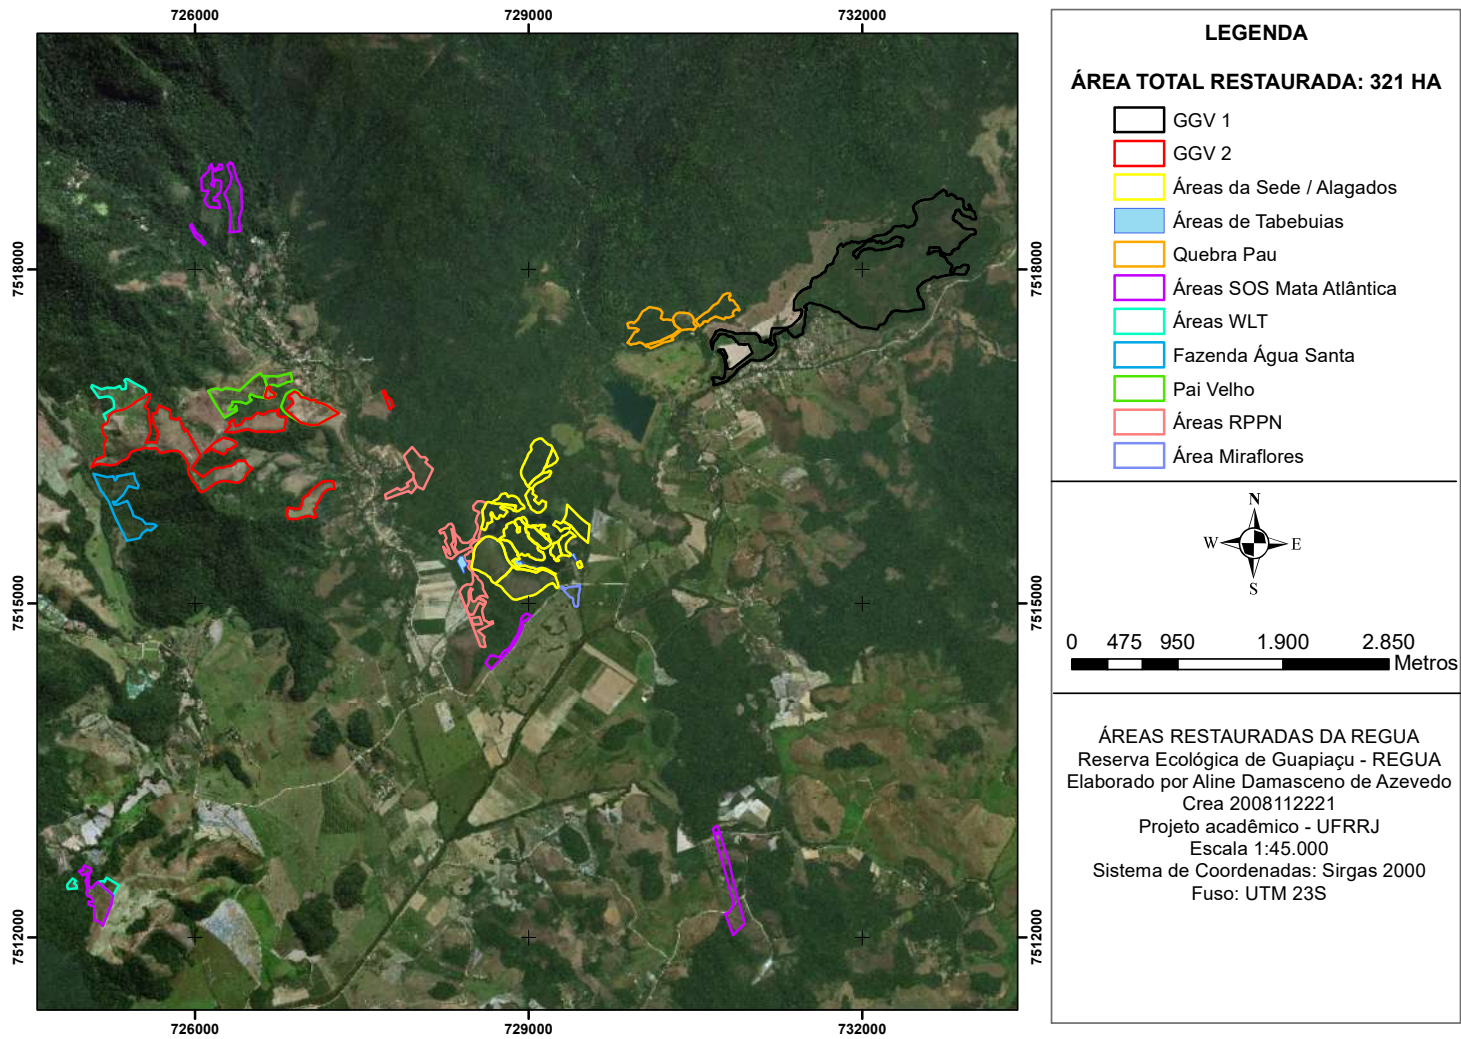 726000
729000
732000
7518000
7518000
7515000
7515000
7512000
7512000
726000
729000
732000
LEGENDA
ÁREA TOTAL RESTAURADA: 321 HA
GGV 1
GGV 2
Áreas da Sede / Alagados
Áreas de Tabebuias
Quebra Pau
Áreas SOS Mata Atlântica
Áreas WLT
Fazenda Água Santa
Pai Velho
Áreas RPPN
Área Miraflores
N
W
E
S
0 475 950 1.900 2.850
Metros
ÁREAS RESTAURADAS DA REGUA
Reserva Ecológica de Guapiaçu - REGUA
Elaborado por Aline Damasceno de Azevedo
Crea 2008112221
Projeto acadêmico - UFRRJ
Escala 1:45.000
Sistema de Coordenadas: Sirgas 2000
Fuso: UTM 23S